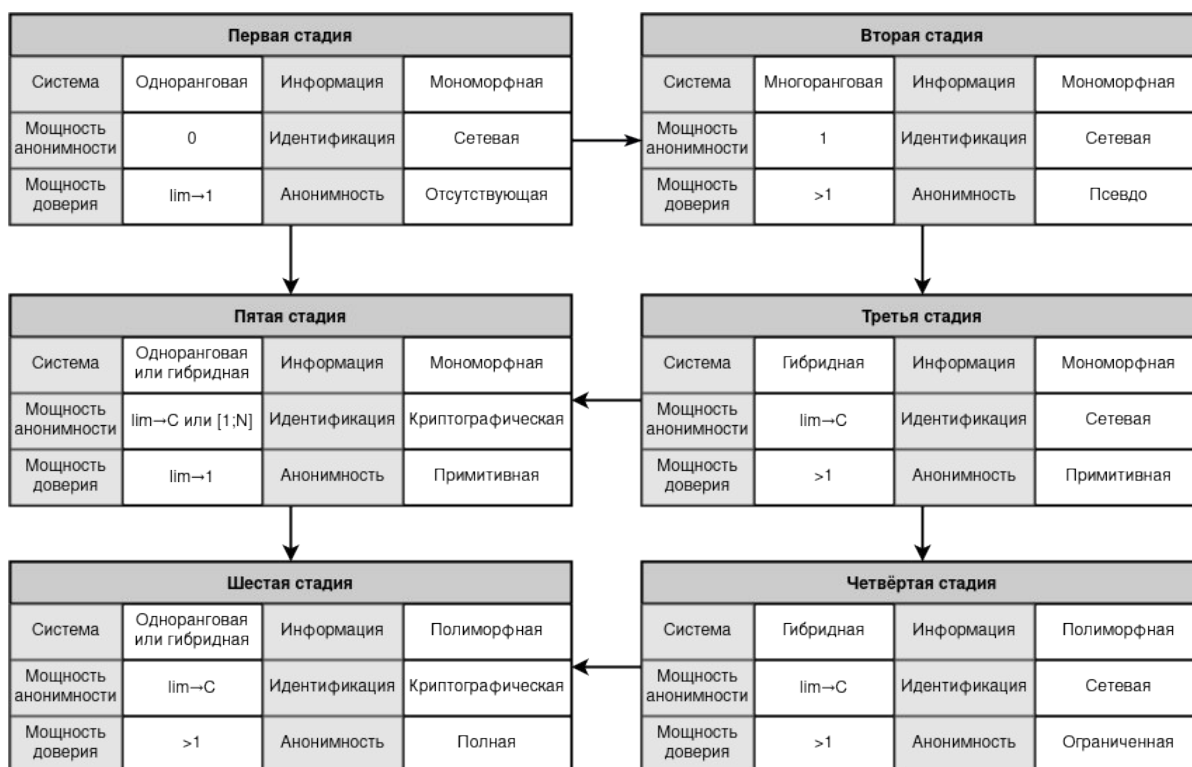 Первая стадия
Система Одноранговая Информация Мономорфная
Мощность
анонимности 0 Идентификация Сетевая
Мощность
доверия lim→1 Анонимность Отсутствующая
Вторая стадия
Система Многоранговая Информация Мономорфная
Мощность
анонимности 1 Идентификация Сетевая
Мощность
доверия >1 Анонимность Псевдо
Пятая стадия
Система Одноранговая
или гибридная Информация Мономорфная
Мощность
анонимности lim→C или [1;N] Идентификация Криптографическая
Мощность
доверия lim→1 Анонимность Примитивная
Третья стадия
Система Гибридная Информация Мономорфная
Мощность
анонимности lim→C Идентификация Сетевая
Мощность
доверия >1 Анонимность Примитивная
Шестая стадия
Система Одноранговая
или гибридная Информация Полиморфная
Мощность
анонимности lim→C Идентификация Криптографическая
Мощность
доверия >1 Анонимность Полная
Четвёртая стадия
Система Гибридная Информация Полиморфная
Мощность
анонимности lim→C Идентификация Сетевая
Мощность
доверия >1 Анонимность Ограниченная